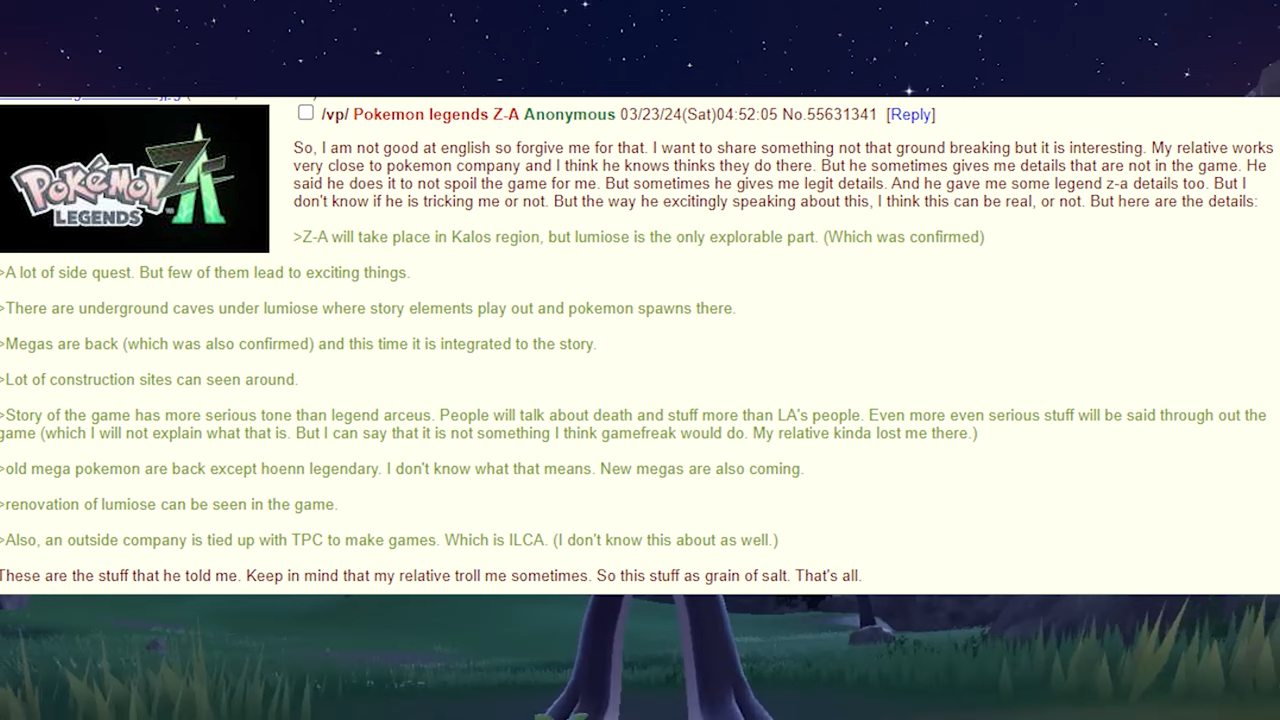 /vp/ Pokemon legends Z-A Anonymous 03/23/24(Sat)04:52:05 No.55631341 [Reply]
POKéMON ZA
LEGENDS
So, I am not good at english so forgive me for that. I want to share something not that ground breaking but it is interesting. My relative works
very close to pokemon company and I think he knows thinks they do there. But he sometimes gives me details that are not in the game. He
said he does it to not spoil the game for me. But sometimes he gives me legit details. And he gave me some legend z-a details too. But I
don't know if he is tricking me or not. But the way he excitingly speaking about this, I think this can be real, or not. But here are the details:
>Z-A will take place in Kalos region, but lumiose is the only explorable part. (Which was confirmed)
>A lot of side quest. But few of them lead to exciting things.
>There are underground caves under lumiose where story elements play out and pokemon spawns there.
>Megas are back (which was also confirmed) and this time it is integrated to the story.
>Lot of construction sites can seen around.
>Story of the game has more serious tone than legend arceus. People will talk about death and stuff more than LA's people. Even more even serious stuff will be said through out the
game (which I will not explain what that is. But I can say that it is not something I think gamefreak would do. My relative kinda lost me there.)
>old mega pokemon are back except hoenn legendary. I don't know what that means. New megas are also coming.
>renovation of lumiose can be seen in the game.
>Also, an outside company is tied up with TPC to make games. Which is ILCA. (I don't know this about as well.)
These are the stuff that he told me. Keep in mind that my relative troll me sometimes. So this stuff as grain of salt. That's all.